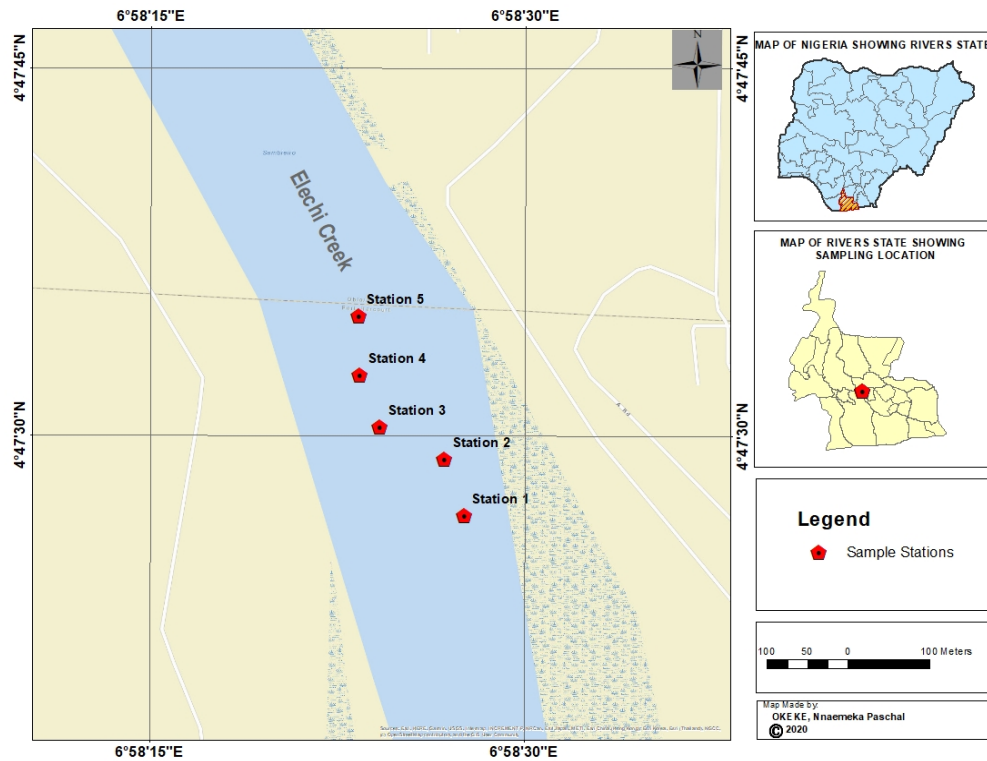 6°58'15"E
6°58'30"E
4°47'45"N
4°47'45"N
N
Elechi Creek
Station 5
Station 4
Station 3
Station 2
Station 1
4°47'30"N
4°47'30"N
6°58'15"E
6°58'30"E
MAP OF NIGERIA SHOWING RIVERS STATE
MAP OF RIVERS STATE SHOWING
SAMPLING LOCATION
Legend
Sample Stations
100 50 0 100 Meters
Map Made by:
OKEKE, Nnaemeka Paschal
© 2020